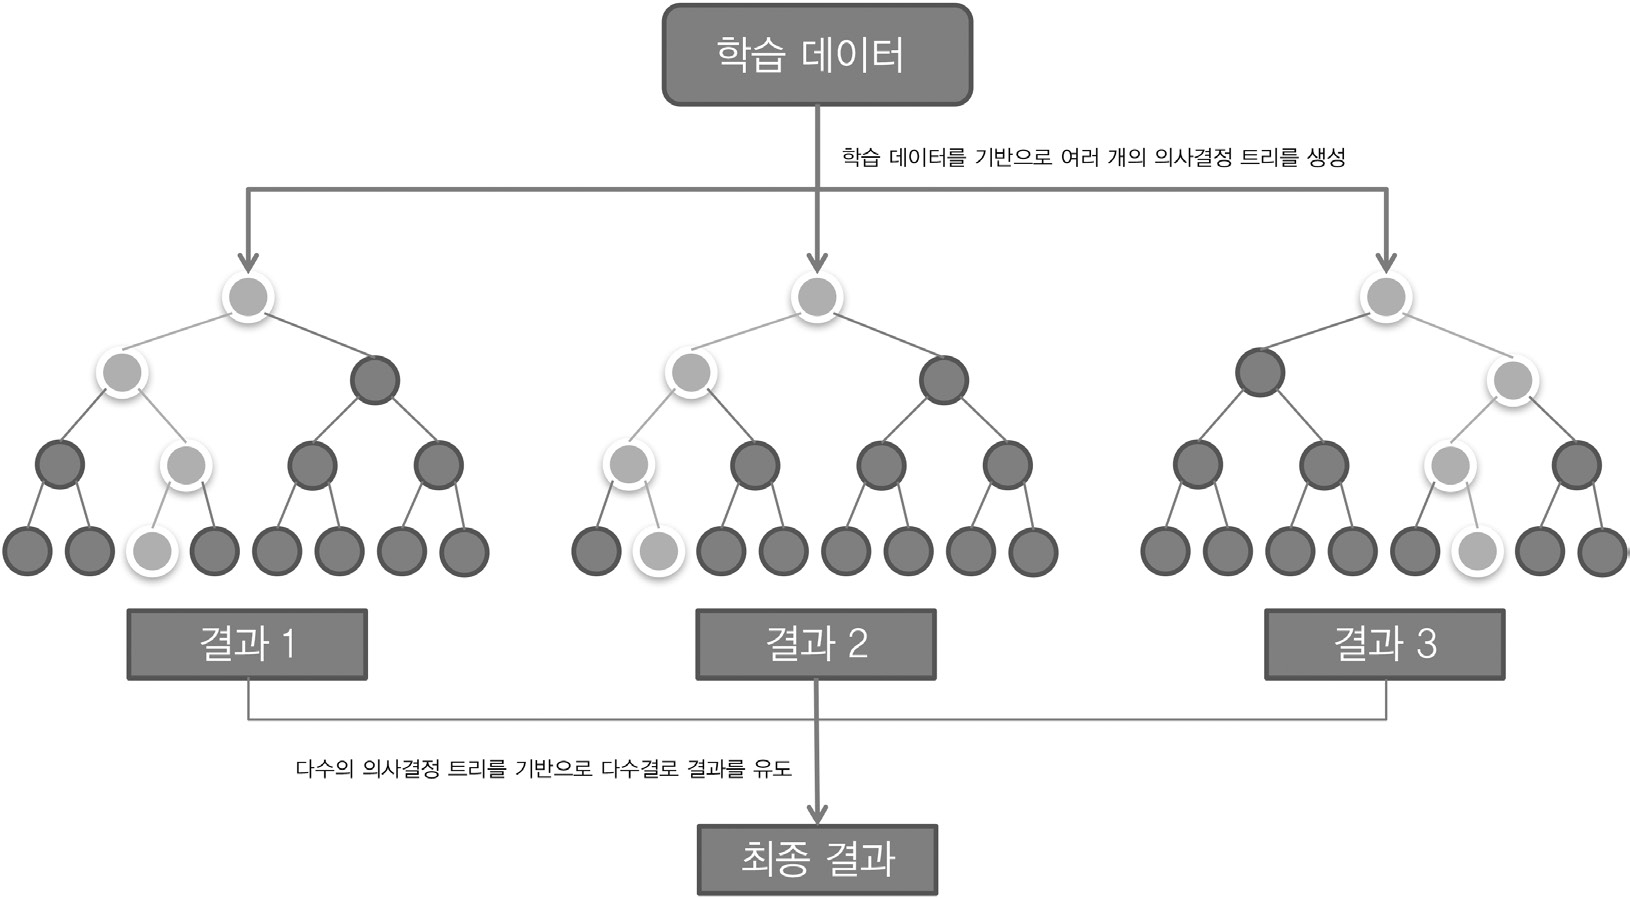 학습 데이터
학습 데이터를 기반으로 여러 개의 의사결정 트리를 생성
결과 1
결과 2
결과 3
다수의 의사결정 트리를 기반으로 다수결로 결과를 유도
최종 결과